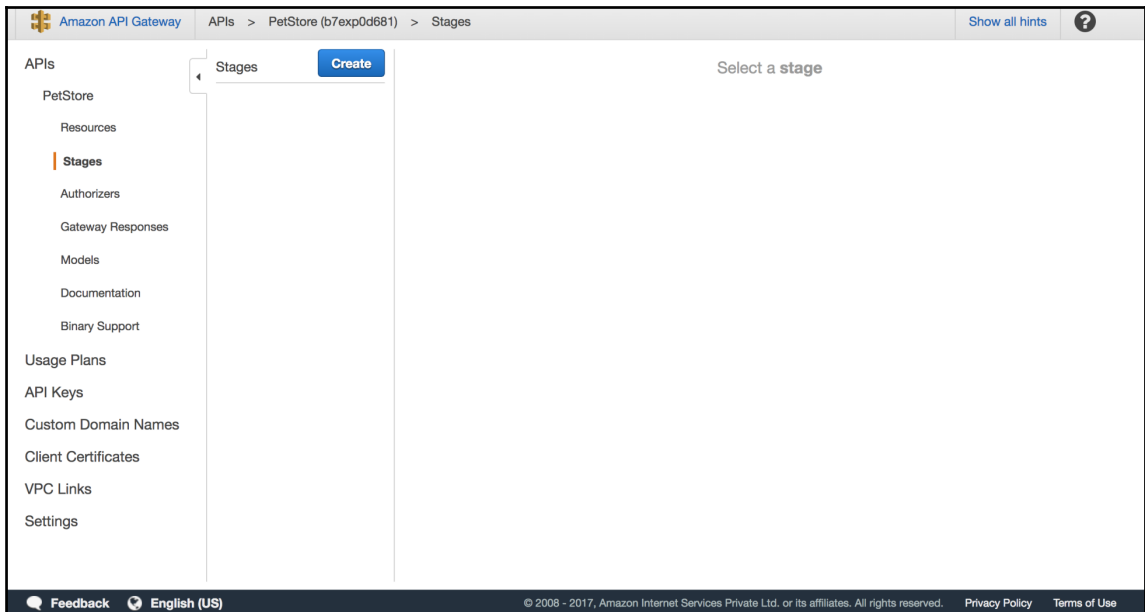 Amazon API Gateway APIs > PetStore (b7exp0d681) > Stages Show all hints ?
APIs
PetStore
Resources
Stages
Authorizers
Gateway Responses
Models
Documentation
Binary Support
Usage Plans
API Keys
Custom Domain Names
Client Certificates
VPC Links
Settings
Stages Create
Select a stage
Feedback English (US) © 2008 - 2017, Amazon Internet Services Private Ltd. or its affiliates. All rights reserved. Privacy Policy Terms of Use